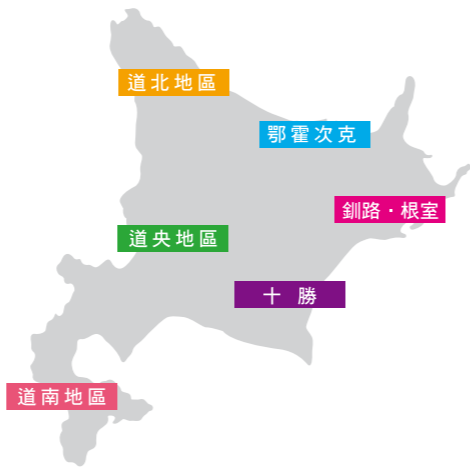 道北地區
鄂霍次克
釧路·根室
道央地區
十 勝
道南地區